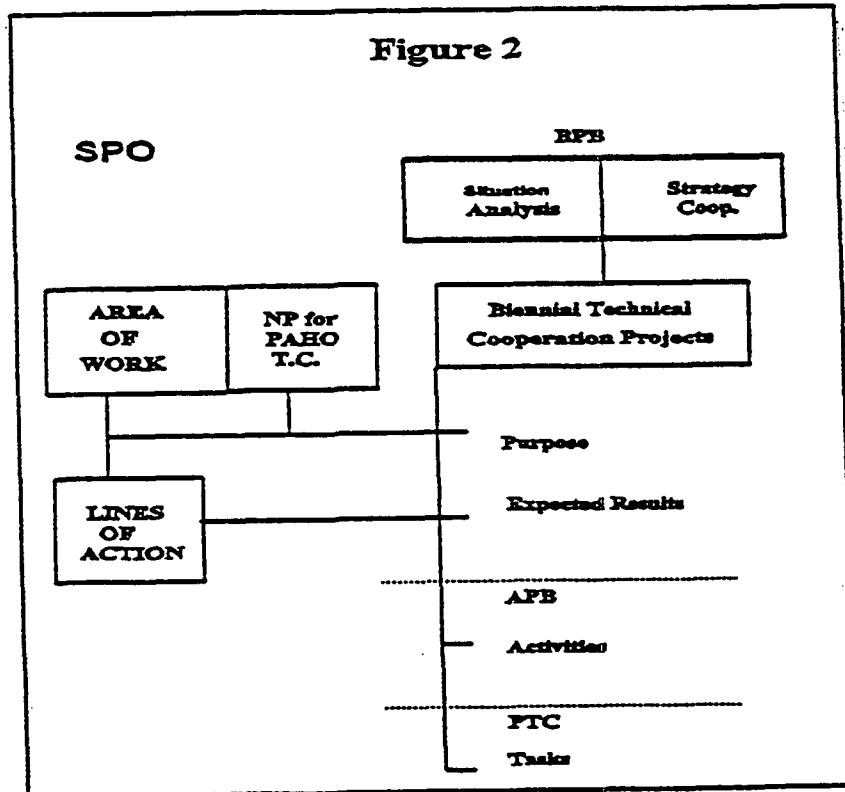 Figure 2
SPO
BPB
Situation
Analysis
Strategy
Coop.
AREA
OF
WORK
NP for
PAHO
T.C.
Biennial Technical
Cooperation Projects
Purpose
LINES
OF
ACTION
Expected Results
APB
Activities
PTC
Tasks